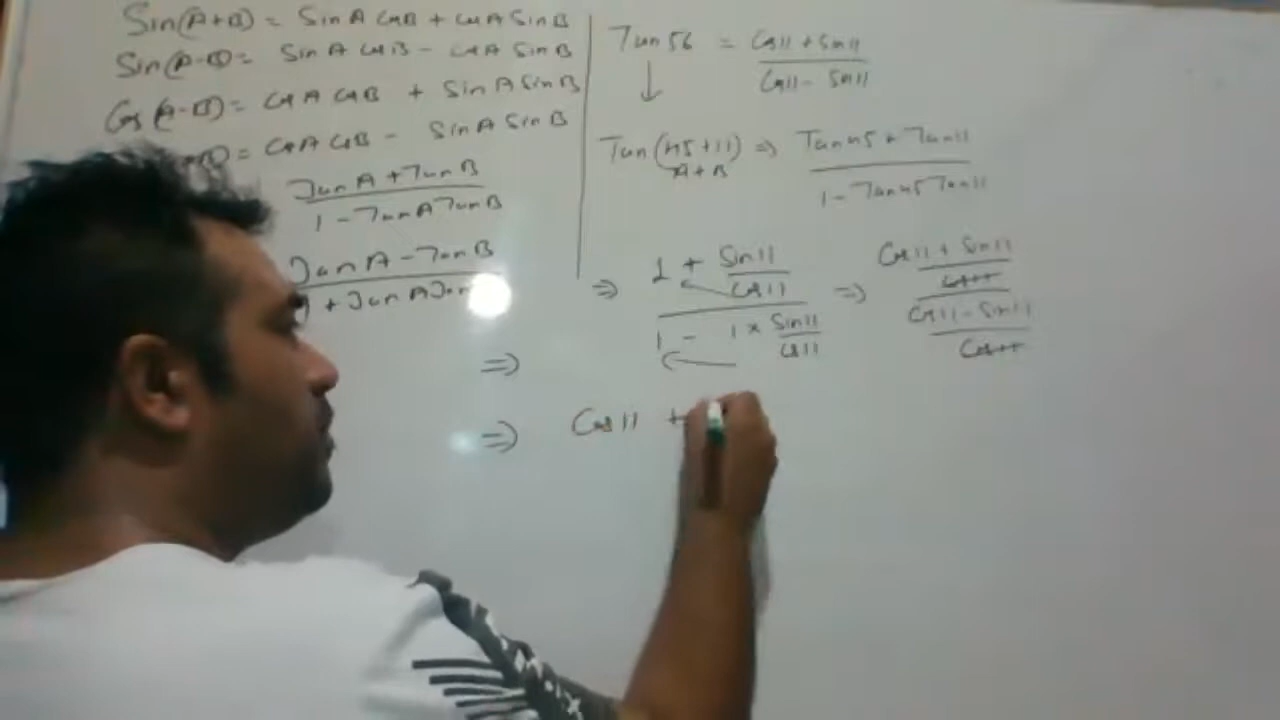 Sin(A+B) = SinA CosB + CosA SinB
Sin(A-B) = SinA CosB - CosA SinB
Cos(A-B) = CosA CosB + SinA SinB
= CosA CosB - SinA SinB
TanA + TanB
1 - TanA TanB
TanA - TanB
+ TanA Tan
⇒
Tan56 = Cos11 + Sin11
Cos11 - Sin11
↓
Tan(45+11) ⇒ Tan45 + Tan11
A+B
1 - Tan45 Tan11
⇒ 1 + Sin11 ⇒ Cos11 + Sin11
Cos11 Cos11
1 - 1 × Sin11 Cos11 - Sin11
Cos11 Cos11
⇒ Cos11 +